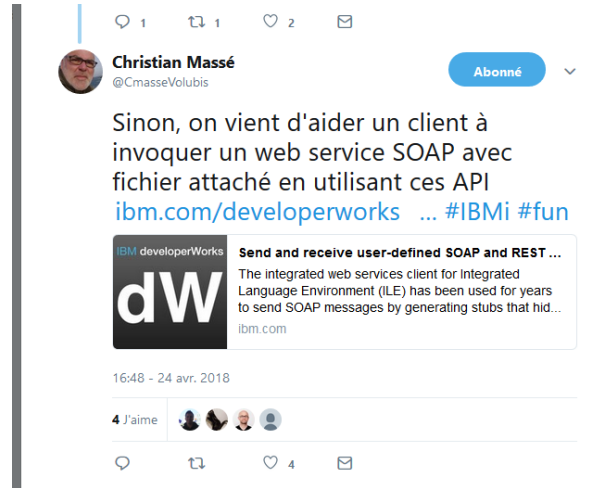 1 1 2
Christian Massé
@CmasseVolubis
Abonné
Sinon, on vient d'aider un client à
invoquer un web service SOAP avec
fichier attaché en utilisant ces API
ibm.com/developerworks ... #IBMi #fun
IBM developerWorks
dW
Send and receive user-defined SOAP and REST ...
The integrated web services client for Integrated
Language Environment (ILE) has been used for years
to send SOAP messages by generating stubs that hid...
ibm.com
16:48 - 24 avr. 2018
4 J'aime
4